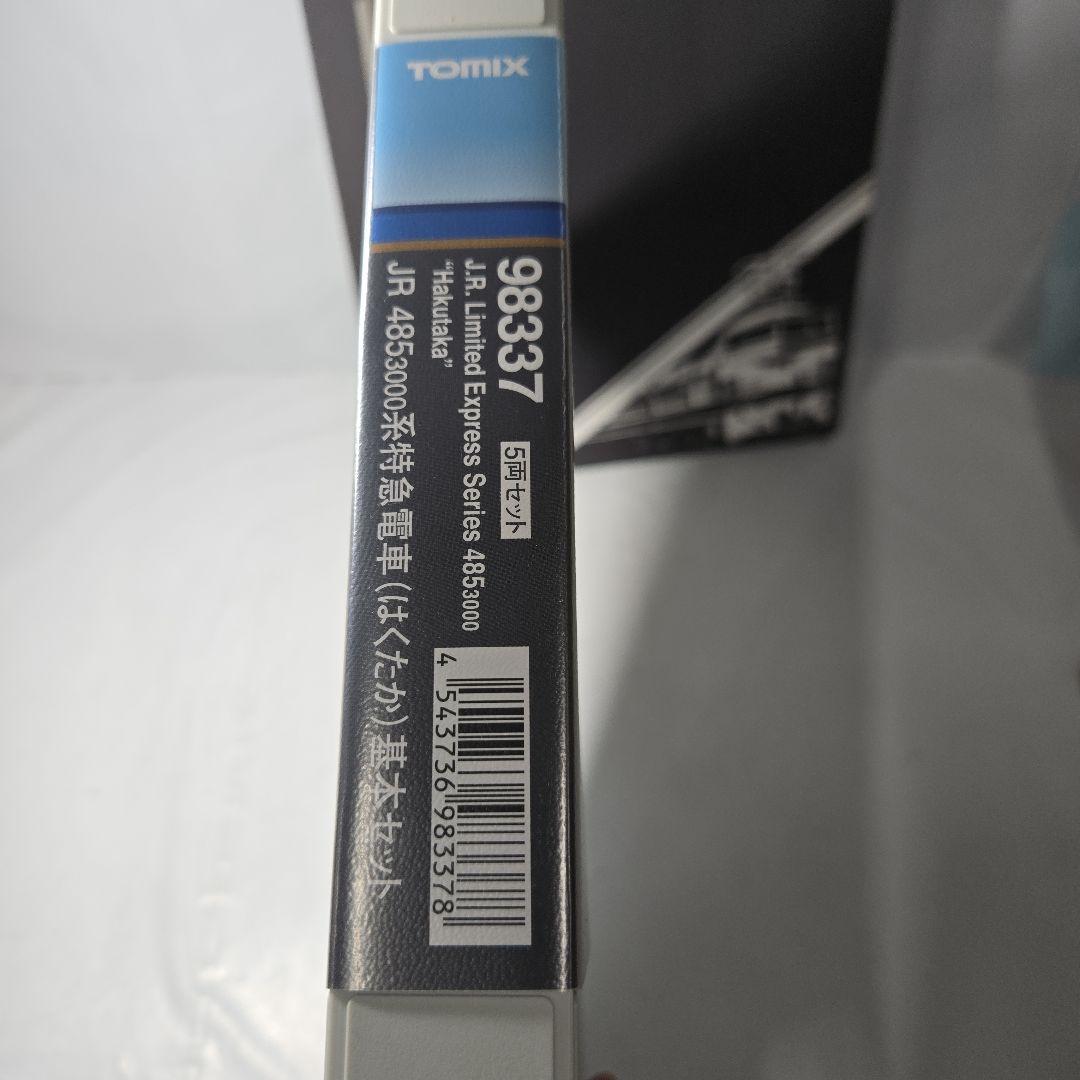 TOMIX
98337 5両セット
J.R. Limited Express Series 485 3000
“Hakutaka”
JR 485 3000系特急電車(はくたか)基本セット
4 543736 983378